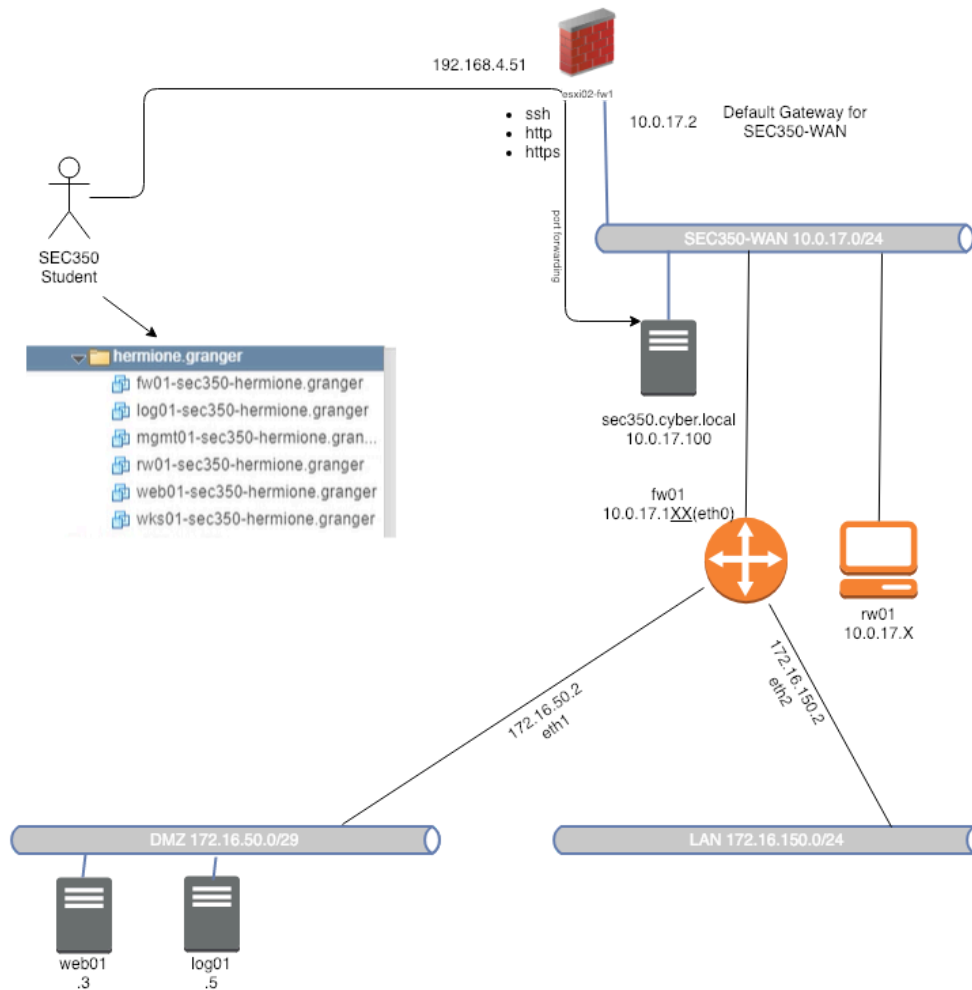 192.168.4.51
esxi02-fw1
ssh
http
https
10.0.17.2
Default Gateway for
SEC350-WAN
port forwarding
SEC350-WAN 10.0.17.0/24
SEC350
Student
hermione.granger
fw01-sec350-hermione.granger
log01-sec350-hermione.granger
mgmt01-sec350-hermione.gran...
rw01-sec350-hermione.granger
web01-sec350-hermione.granger
wks01-sec350-hermione.granger
sec350.cyber.local
10.0.17.100
fw01
10.0.17.1XX(eth0)
rw01
10.0.17.X
172.16.50.2
eth1
172.16.150.2
eth2
DMZ 172.16.50.0/29
LAN 172.16.150.0/24
web01
.3
log01
.5